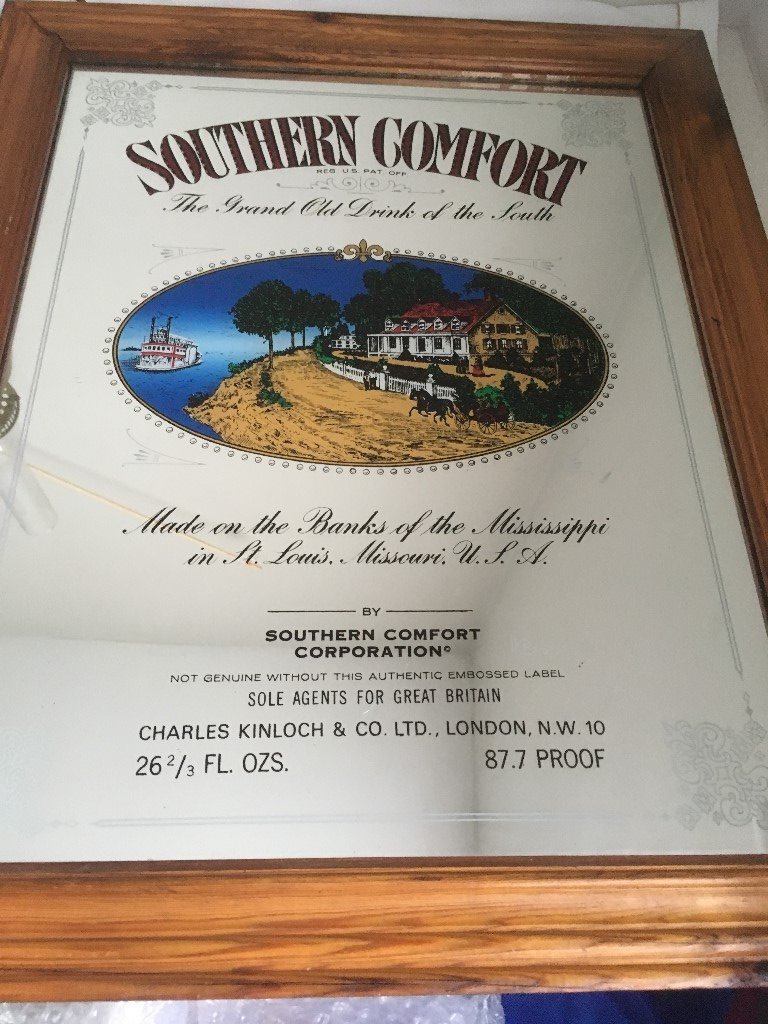 SOUTHERN COMFORT
REG. U.S. PAT. OFF.
The Grand Old Drink of the South
Made on the Banks of the Mississippi
in St. Louis, Missouri, U.S.A.
BY
SOUTHERN COMFORT
CORPORATION©
NOT GENUINE WITHOUT THIS AUTHENTIC EMBOSSED LABEL
SOLE AGENTS FOR GREAT BRITAIN
CHARLES KINLOCH & CO. LTD., LONDON, N.W. 10
26 2/3 FL. OZS. 87.7 PROOF